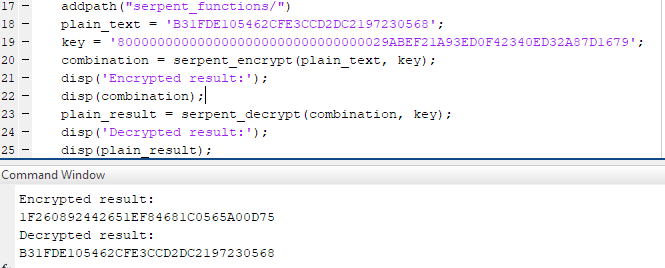 17 - addpath("serpent_functions/")
18 - plain_text = 'B31FDE105462CFE3CCD2DC2197230568';
19 - key = '80000000000000000000000000000000029ABEF21A93ED0F42340ED32A87D1679';
20 - combination = serpent_encrypt(plain_text, key);
21 - disp('Encrypted result:');
22 - disp(combination);
23 - plain_result = serpent_decrypt(combination, key);
24 - disp('Decrypted result:');
25 - disp(plain_result);
Command Window
Encrypted result:
1F260892442651EF84681C0565A00D75
Decrypted result:
B31FDE105462CFE3CCD2DC2197230568